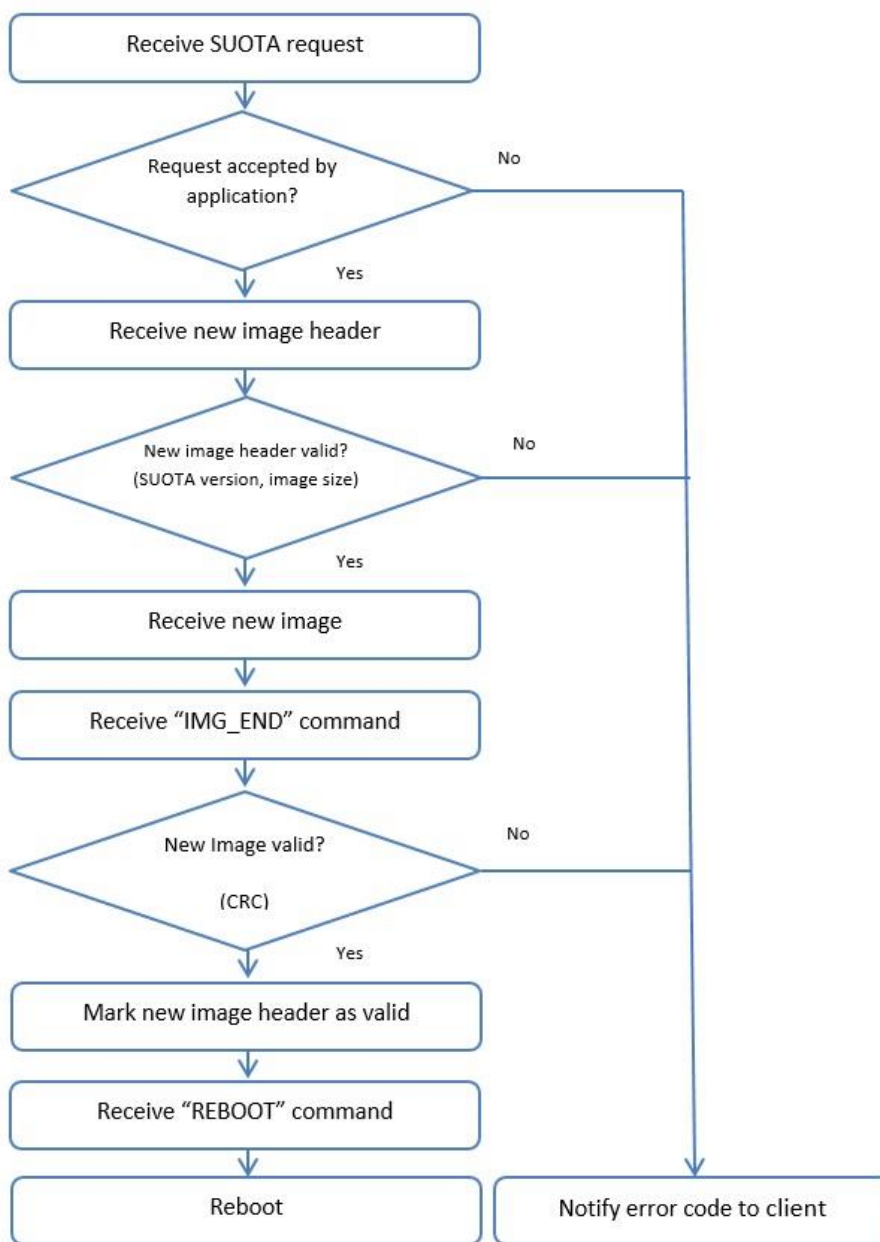 Receive SUOTA request
Request accepted by
application?
No
Yes
Receive new image header
New image header valid?
(SUOTA version, image size)
No
Yes
Receive new image
Receive “IMG_END” command
New Image valid?
(CRC)
No
Yes
Mark new image header as valid
Receive “REBOOT” command
Reboot
Notify error code to client